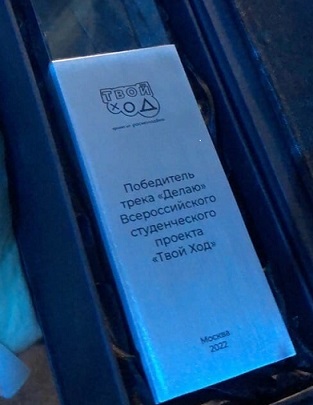 ТВОЙ
ХОД
Победитель
трека «Делаю»
Всероссийского
студенческого
проекта
«Твой Ход»
Москва
2022